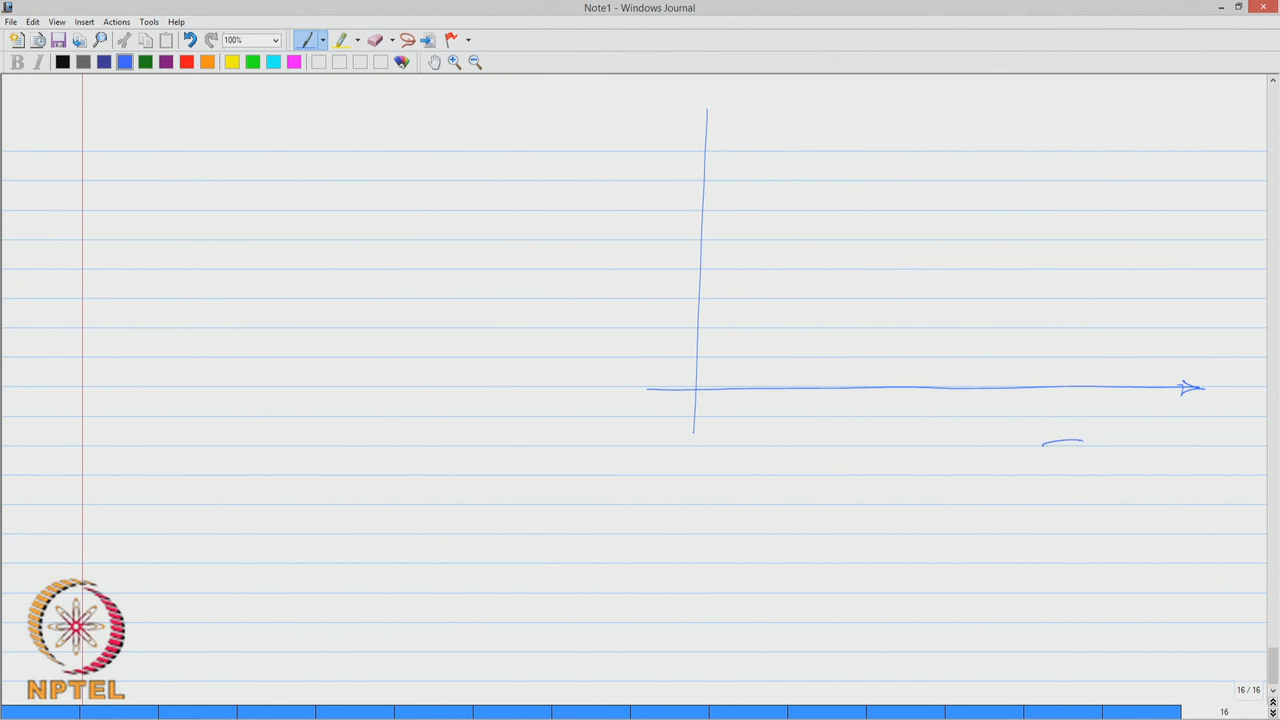 Note1 - Windows Journal
File Edit View Insert Actions Tools Help
100%
B I
NPTEL
16 / 16
16